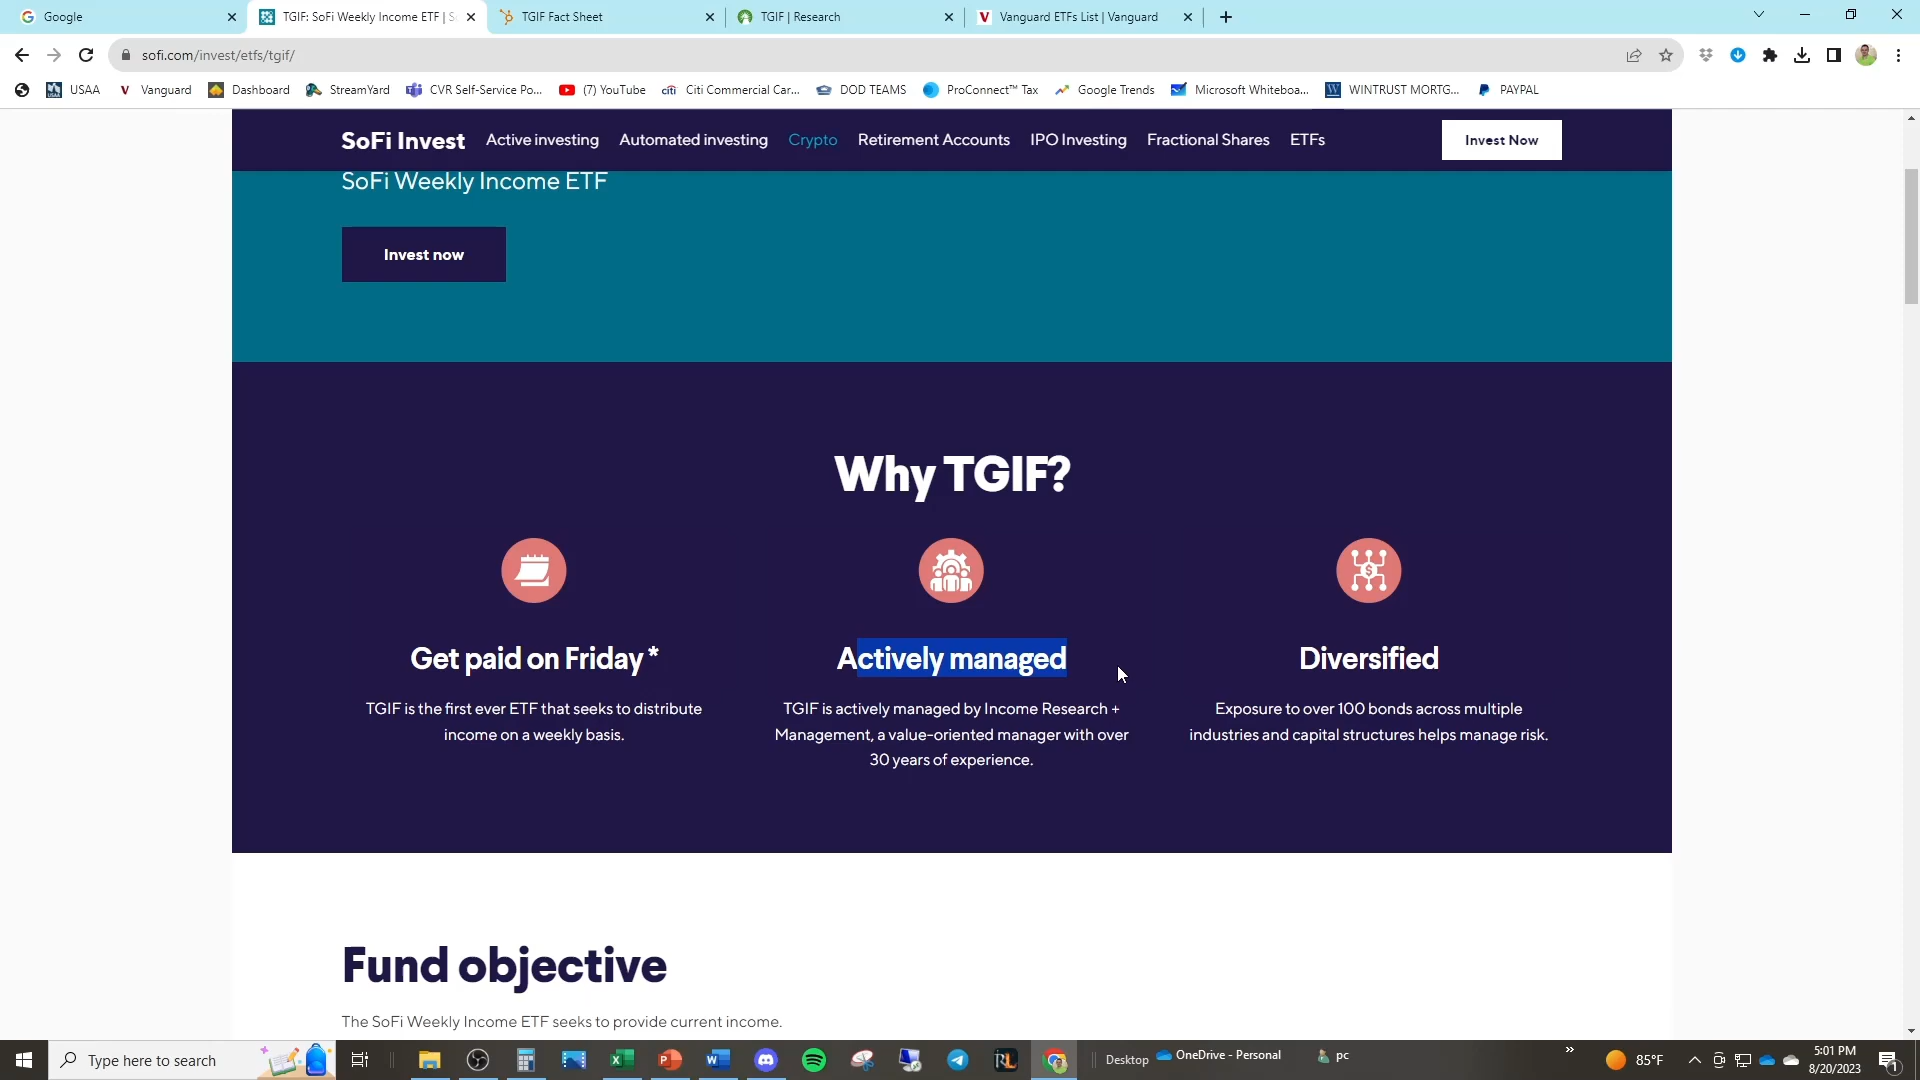 Google
TGIF: SoFi Weekly Income ETF | S
TGIF Fact Sheet
TGIF | Research
Vanguard ETFs List | Vanguard
sofi.com/invest/etfs/tgif/
USAA
Vanguard
Dashboard
StreamYard
CVR Self-Service Po...
(7) YouTube
citi Citi Commercial Car...
DOD TEAMS
ProConnect™ Tax
Google Trends
Microsoft Whiteboa...
WINTRUST MORTG...
PAYPAL
SoFi Invest
Active investing
Automated investing
Crypto
Retirement Accounts
IPO Investing
Fractional Shares
ETFs
Invest Now
SoFi Weekly Income ETF
Invest now
Why TGIF?
Get paid on Friday *
TGIF is the first ever ETF that seeks to distribute
income on a weekly basis.
Actively managed
TGIF is actively managed by Income Research +
Management, a value-oriented manager with over
30 years of experience.
Diversified
Exposure to over 100 bonds across multiple
industries and capital structures helps manage risk.
Fund objective
The SoFi Weekly Income ETF seeks to provide current income.
Type here to search
Desktop
OneDrive - Personal
pc
85°F
5:01 PM
8/20/2023
1